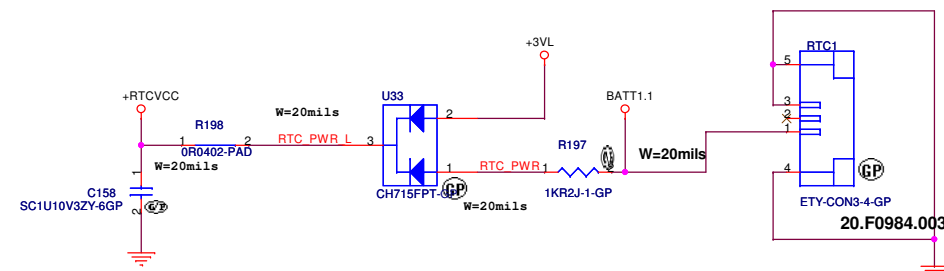 +3VL
RTC1
5
+RTCVCC
U33
BATT1.1
R198
W=20mils
2
3
2
1
1
2
RTC_PWR_L
3
R197
0R0402-PAD
W=20mils
W=20mils
1
1
RTC_PWR
1
4
C158
SC1U10V3ZY-6GP
2
CH715FPT-GP
GP
W=20mils
1KR2J-1-GP
GP
ETY-CON3-4-GP
20.F0984.003